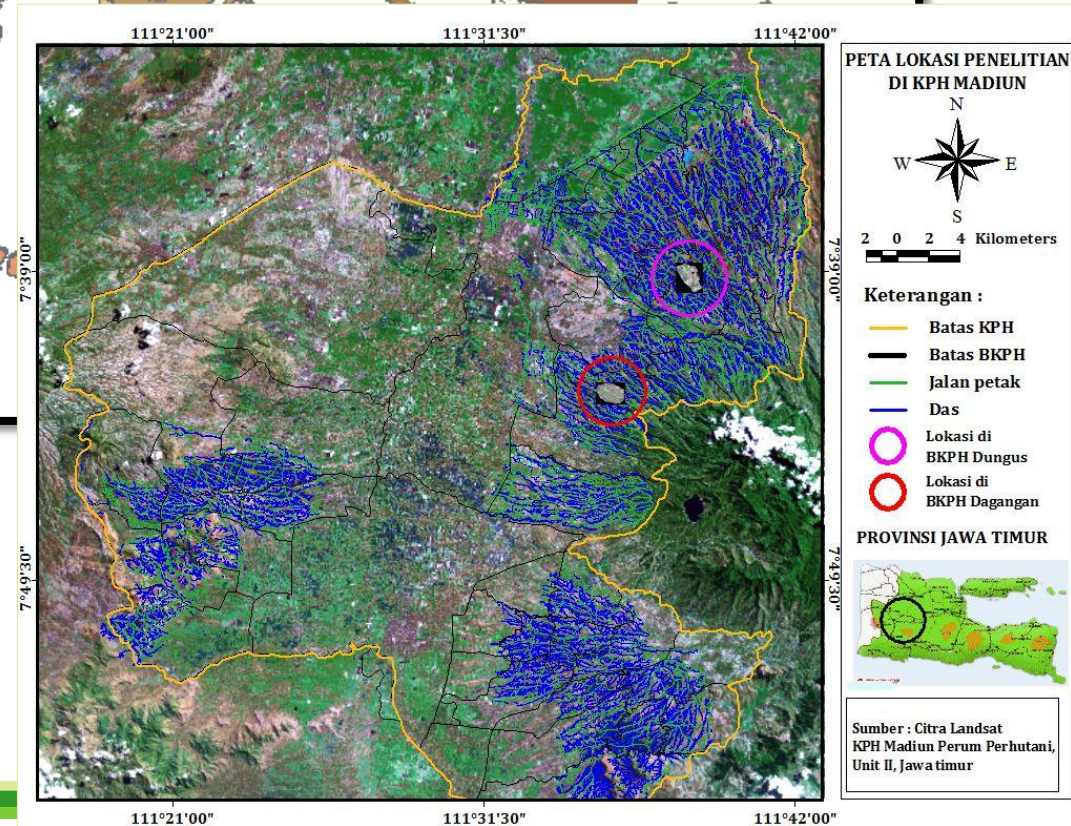 111°21'00"
111°31'30"
111°42'00"
7°39'00"
7°49'30"
7°39'00"
7°49'30"
111°21'00"
111°31'30"
111°42'00"
PETA LOKASI PENELITIAN
DI KPH MADIUN
N
W
E
S
2 0 2 4 Kilometers
Keterangan :
Batas KPH
Batas BKPH
Jalan petak
Das
Lokasi di
BKPH Dungus
Lokasi di
BKPH Dagangan
PROVINSI JAWA TIMUR
Sumber : Citra Landsat
KPH Madiun Perum Perhutani,
Unit II, Jawa timur